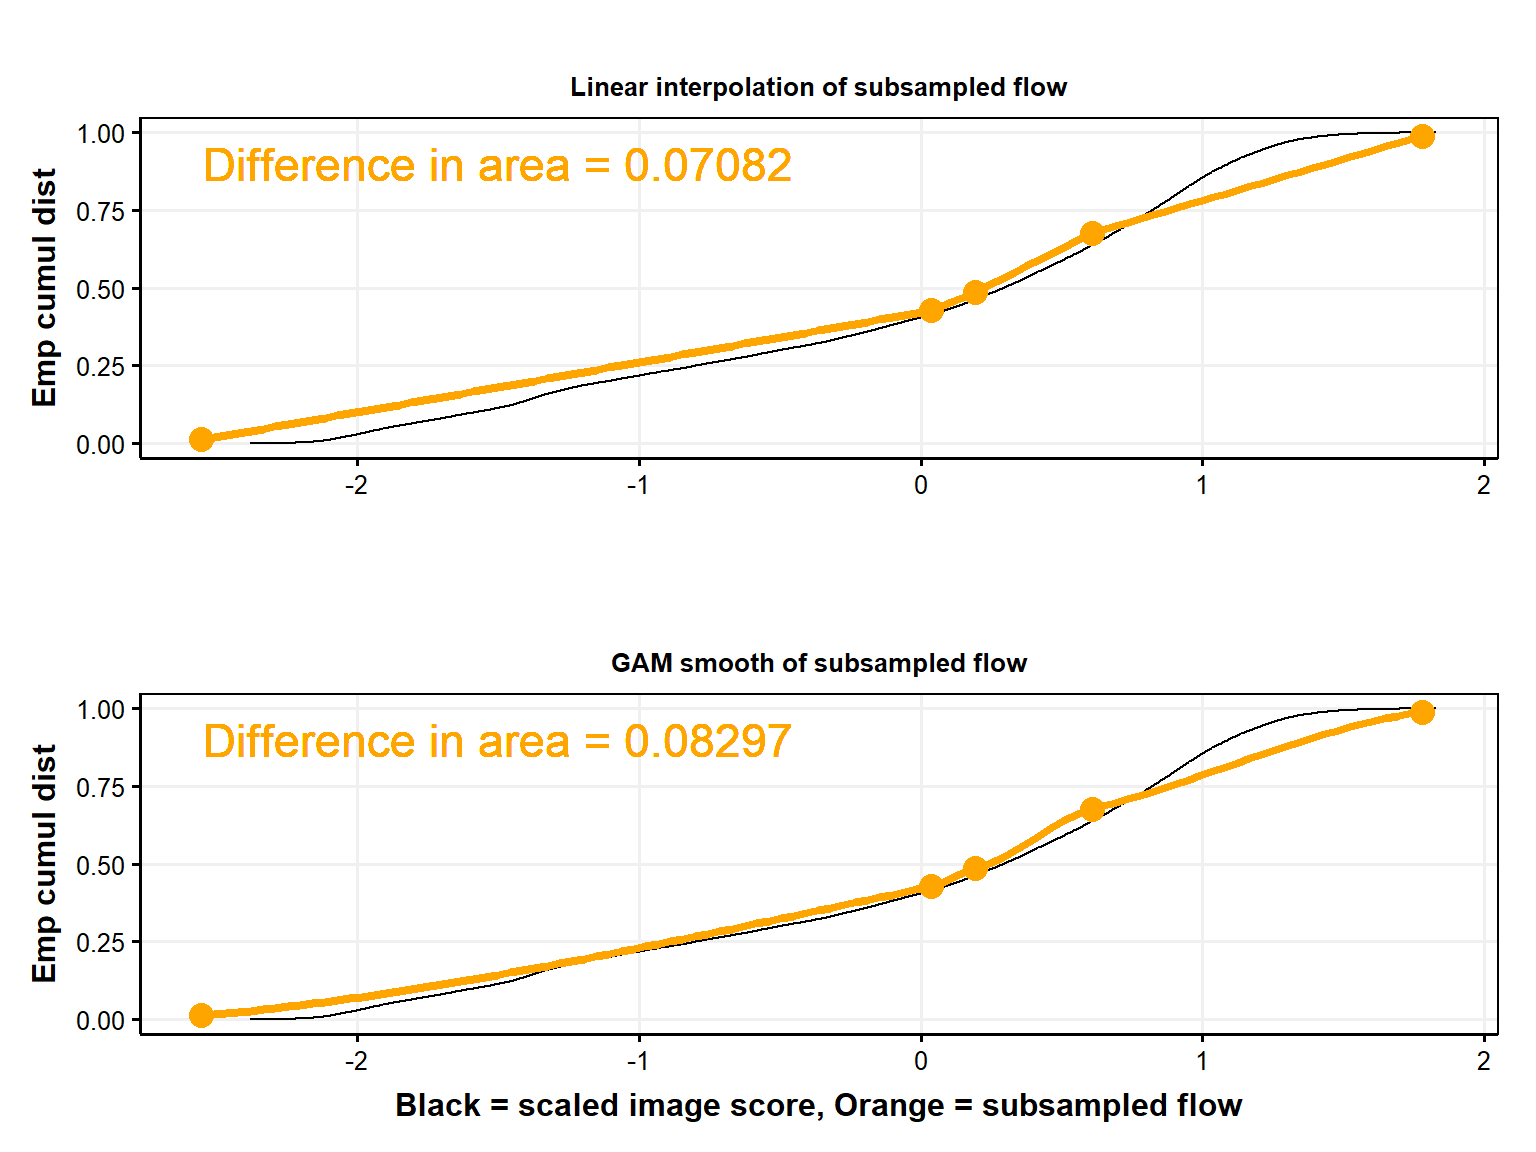 Linear interpolation of subsampled flow
Difference in area = 0.07082
Emp cumul dist
1.00
0.75
0.50
0.25
0.00
-2 -1 0 1 2
GAM smooth of subsampled flow
Difference in area = 0.08297
Emp cumul dist
1.00
0.75
0.50
0.25
0.00
-2 -1 0 1 2
Black = scaled image score, Orange = subsampled flow